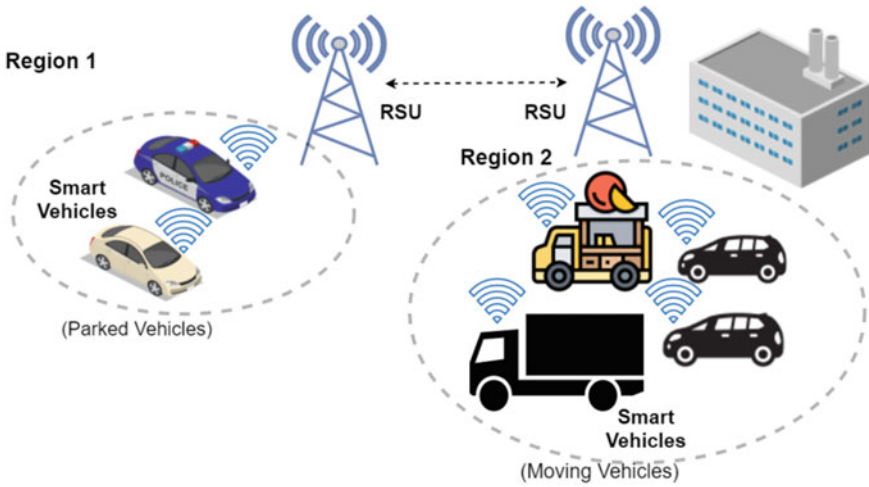 Region 1
RSU
RSU
Region 2
POLICE
Smart
Vehicles
(Parked Vehicles)
Smart
Vehicles
(Moving Vehicles)